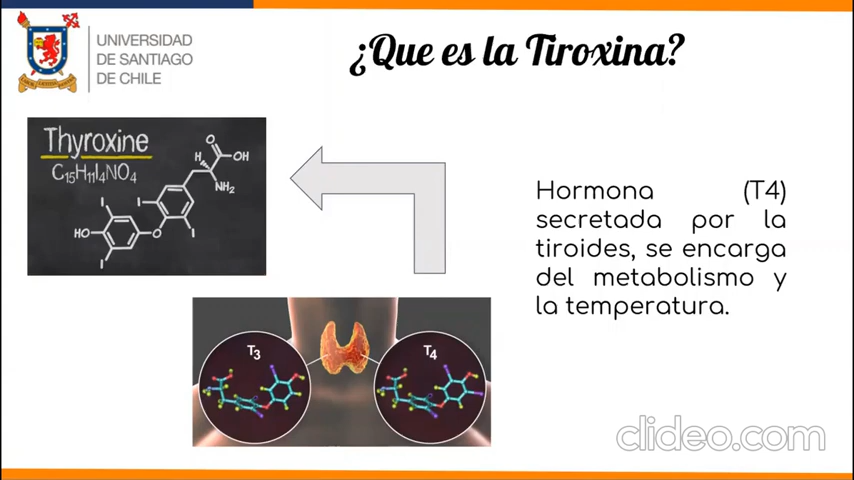 UNIVERSIDAD
DE SANTIAGO
DE CHILE
¿Que es la Tiroxina?
Thyroxine
C₁₅H₁₁I₄NO₄
O
H
OH
NH₂
I
I
I
HO
O
I
Hormona (T4)
secretada por la
tiroides, se encarga
del metabolismo y
la temperatura.
T₃
T₄
clideo.com